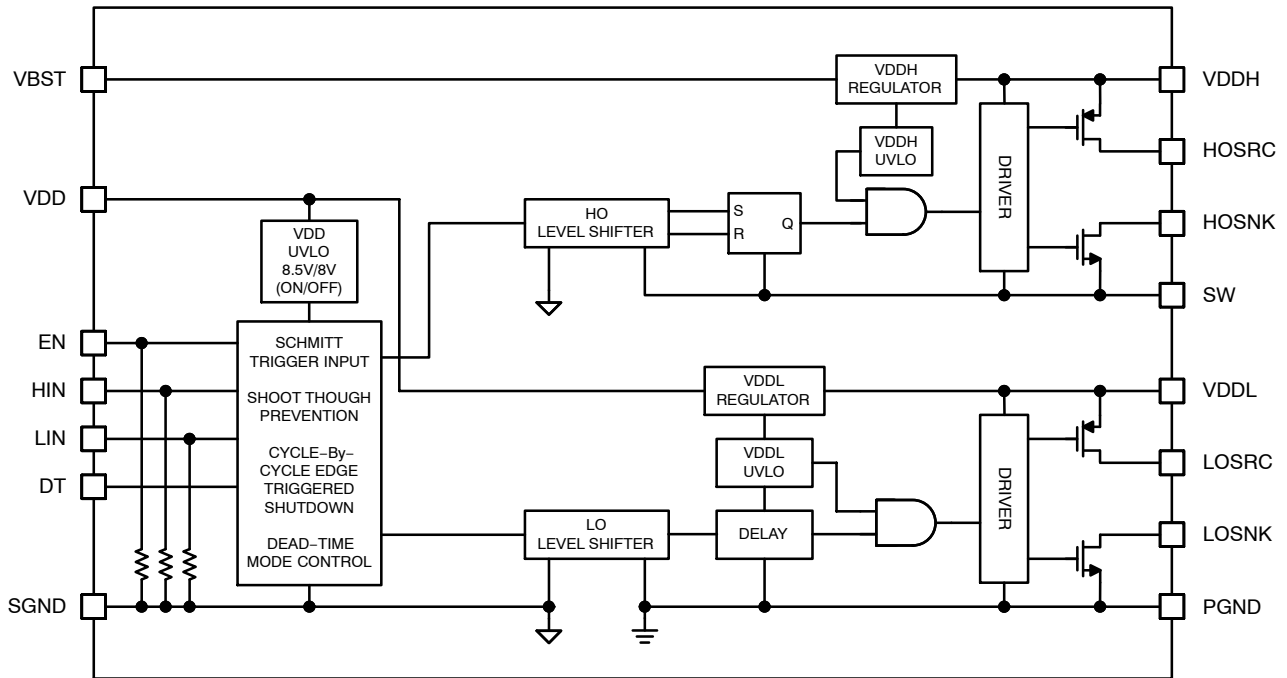 VBST
VDDH
REGULATOR
VDDH
VDDH
UVLO
HOSRC
VDD
VDD
UVLO
8.5V/8V
(ON/OFF)
HO
LEVEL SHIFTER
S
R
Q
DRIVER
HOSNK
SW
EN
HIN
LIN
DT
SCHMITT
TRIGGER INPUT
SHOOT THOUGH
PREVENTION
CYCLE−By−
CYCLE EDGE
TRIGGERED
SHUTDOWN
DEAD−TIME
MODE CONTROL
VDDL
REGULATOR
VDDL
VDDL
UVLO
LOSRC
LO
LEVEL SHIFTER
DELAY
DRIVER
LOSNK
SGND
PGND